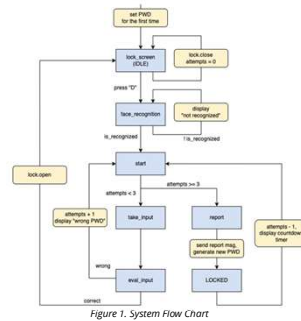 set PWD
for the first time
lock_screen
(IDLE)
lock.close
attempts = 0
press "D"
face_recognition
display
"not recognized"
is_recognized
! is_recognized
start
lock.open
attempts >= 3
attempts < 3
attempts + 1
display "wrong PWD"
take_input
report
attempts - 1,
display countdown
timer
send report msg,
generate new PWD
wrong
eval_input
LOCKED
correct
Figure 1. System Flow Chart